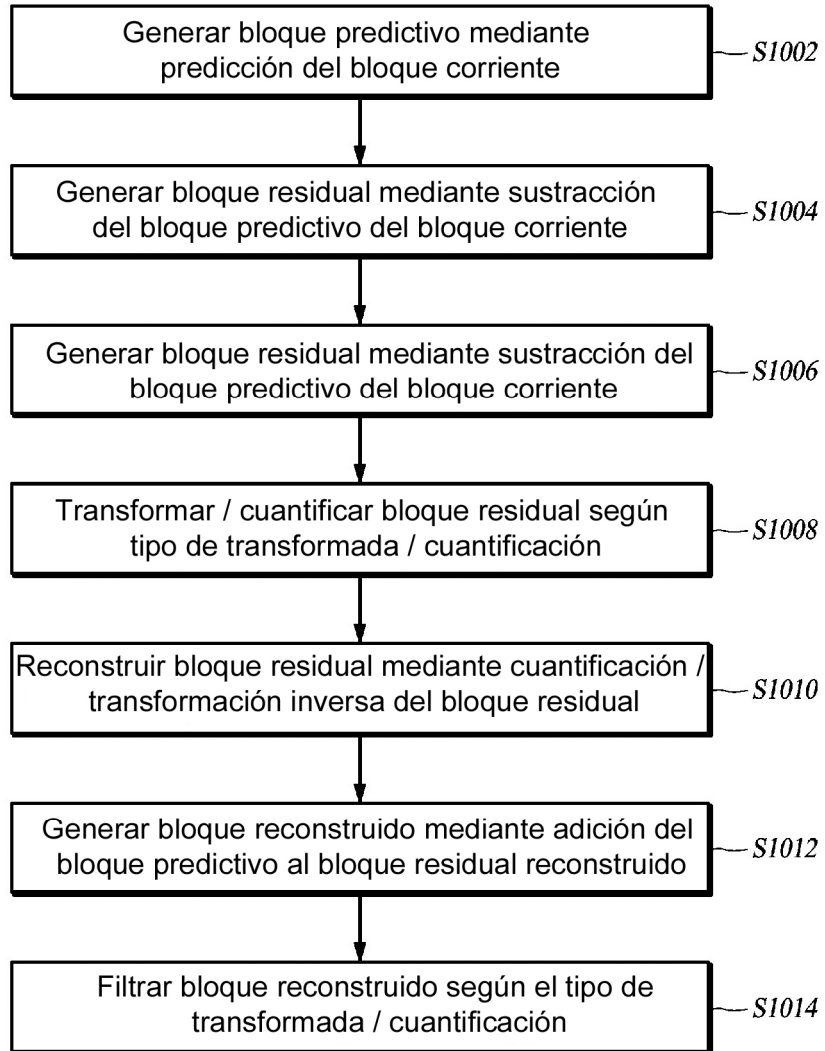 Generar bloque predictivo mediante
predicción del bloque corriente
S1002
Generar bloque residual mediante sustracción
del bloque predictivo del bloque corriente
S1004
Generar bloque residual mediante sustracción del
bloque predictivo del bloque corriente
S1006
Transformar / cuantificar bloque residual según
tipo de transformada / cuantificación
S1008
Reconstruir bloque residual mediante cuantificación /
transformación inversa del bloque residual
S1010
Generar bloque reconstruido mediante adición del
bloque predictivo al bloque residual reconstruido
S1012
Filtrar bloque reconstruido según el tipo de
transformada / cuantificación
S1014